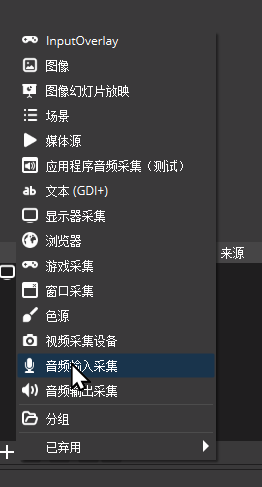 InputOverlay
图像
图像幻灯片放映
场景
媒体源
应用程序音频采集（测试）
文本 (GDI+)
显示器采集
浏览器
来源
游戏采集
窗口采集
色源
视频采集设备
音频输入采集
音频输出采集
分组
已弃用